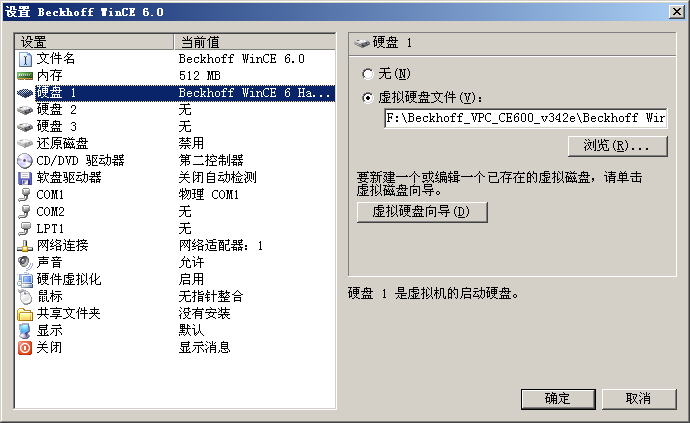 设置 Beckhoff WinCE 6.0
设置 当前值
文件名 Beckhoff WinCE 6.0
内存 512 MB
硬盘 1 Beckhoff WinCE 6 Ha...
硬盘 2 无
硬盘 3 无
还原磁盘 禁用
CD/DVD 驱动器 第二控制器
软盘驱动器 关闭自动检测
COM1 物理 COM1
COM2 无
LPT1 无
网络连接 网络适配器: 1
声音 允许
硬件虚拟化 启用
鼠标 无指针整合
共享文件夹 没有安装
显示 默认
关闭 显示消息
硬盘 1
无(N)
虚拟硬盘文件(V):
F:\Beckhoff_VPC_CE600_v342e\Beckhoff Win
浏览(R)...
要新建一个或编辑一个已存在的虚拟磁盘，请单击
虚拟磁盘向导。
虚拟硬盘向导(D)
硬盘 1 是虚拟机的启动硬盘。
确定 取消